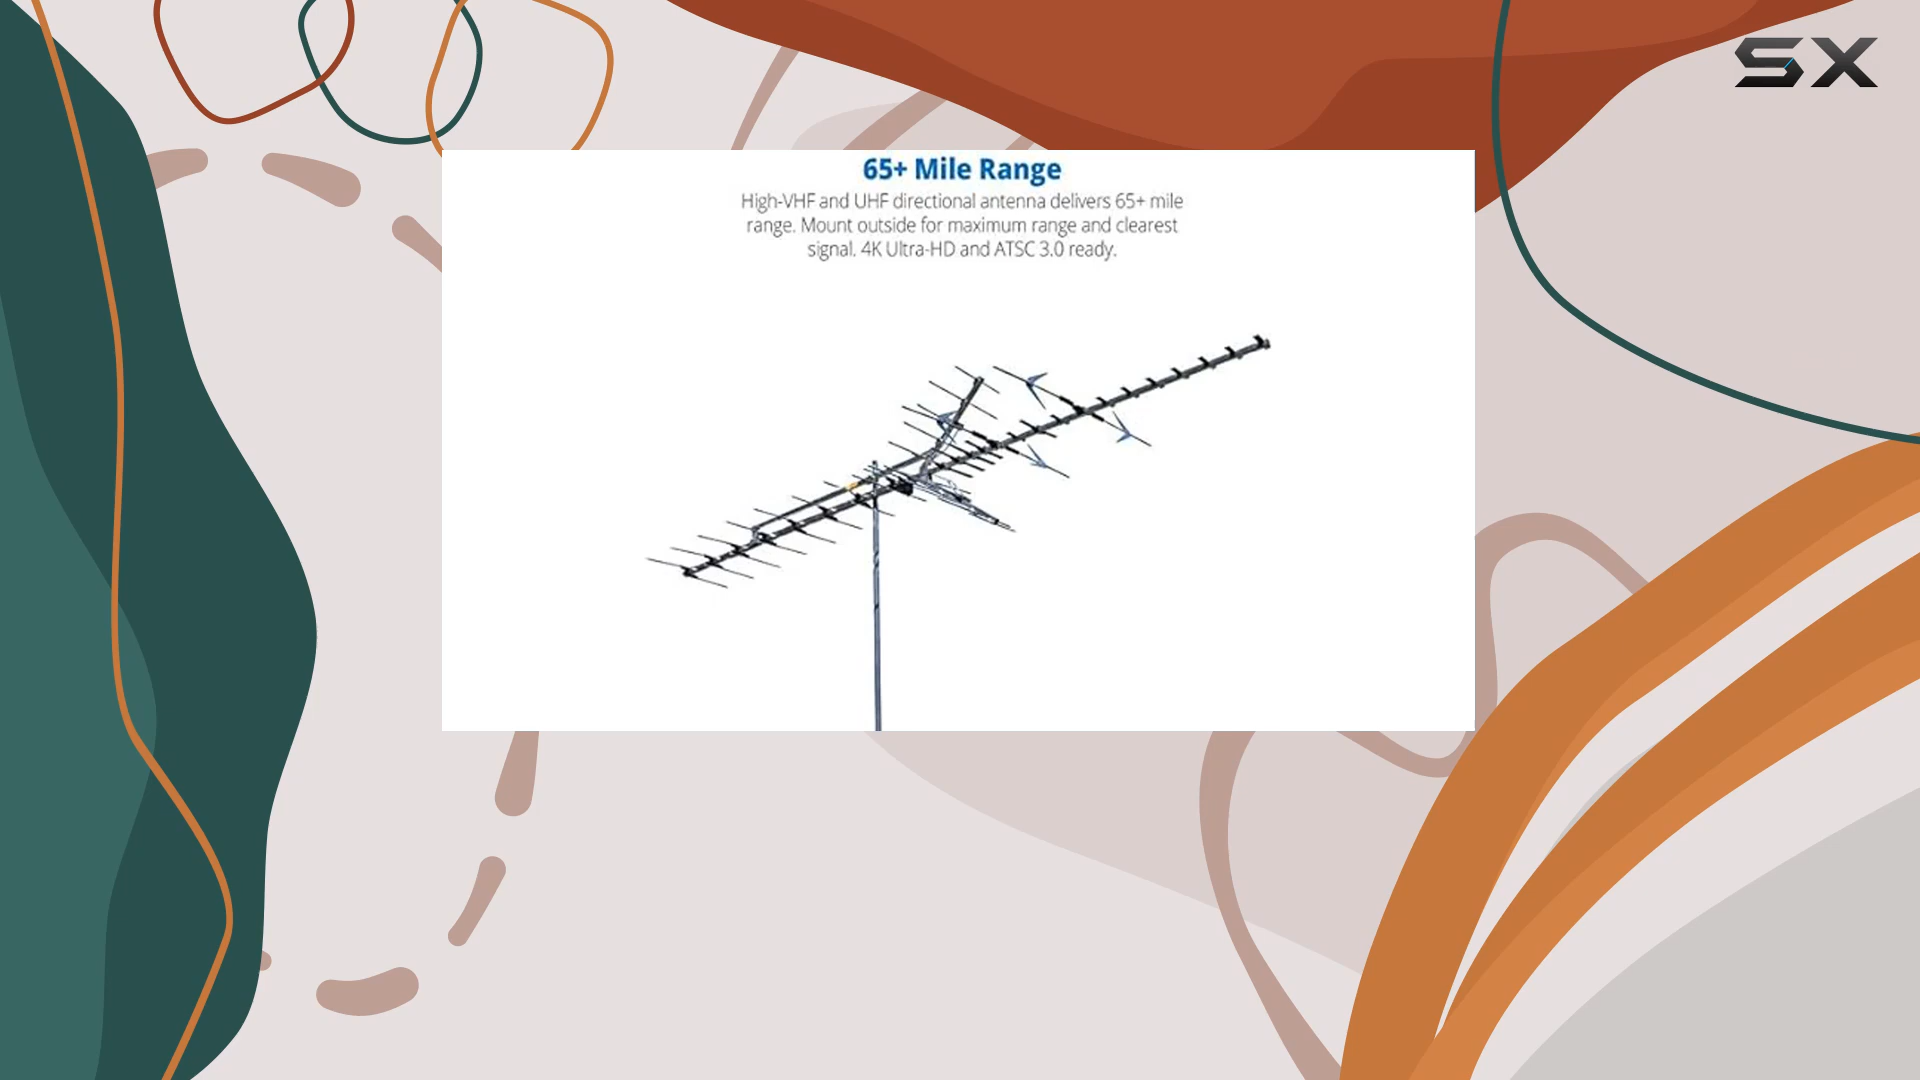 SX
65+ Mile Range
High-VHF and UHF directional antenna delivers 65+ mile
range. Mount outside for maximum range and clearest
signal. 4K Ultra-HD and ATSC 3.0 ready.